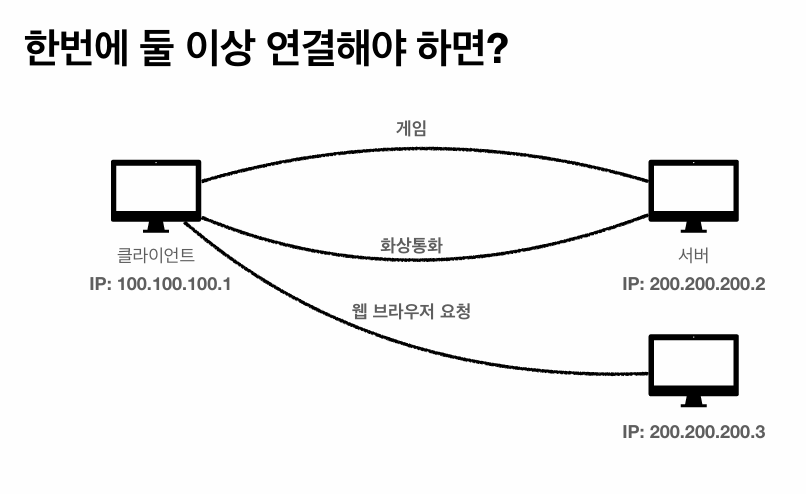 한번에 둘 이상 연결해야 하면?
게임
화상통화
클라이언트
IP: 100.100.100.1
서버
IP: 200.200.200.2
웹 브라우저 요청
IP: 200.200.200.3